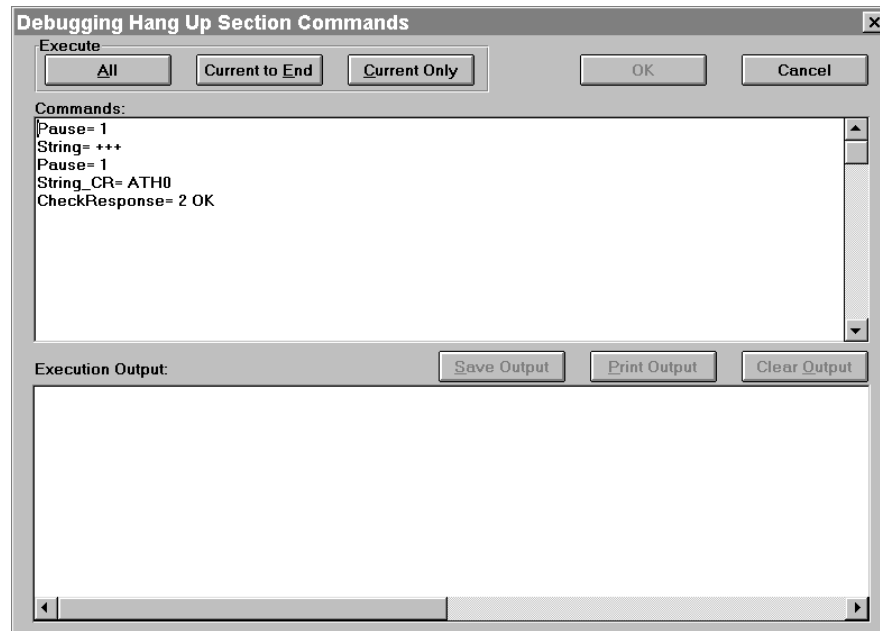 Debugging Hang Up Section Commands
Execute
All
Current to End
Current Only
OK
Cancel
Commands:
Pause= 1
String= +++
Pause= 1
String_CR= ATH0
CheckResponse= 2 OK
Execution Output:
Save Output
Print Output
Clear Output